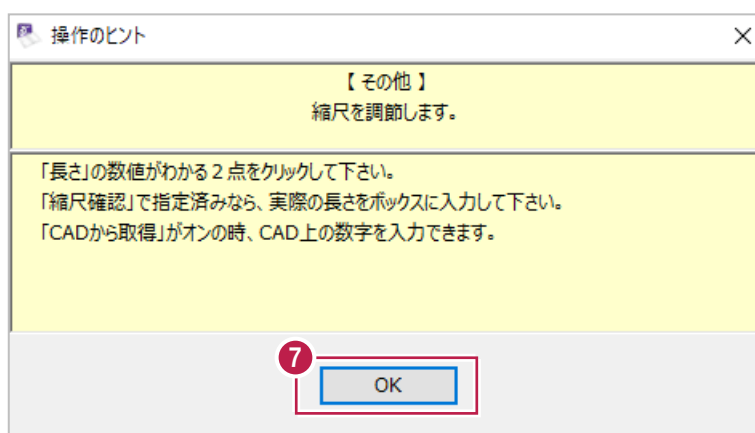 操作のヒント
【 その他 】
縮尺を調節します。
「長さ」の数値がわかる２点をクリックして下さい。
「縮尺確認」で指定済みなら、実際の長さをボックスに入力して下さい。
「CADから取得」がオンの時、CAD上の数字を入力できます。
7
OK